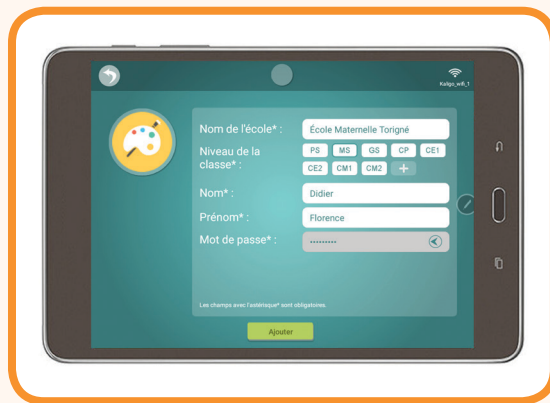 Kaligo_wifi_1
Nom de l'école* :
École Maternelle Torigné
Niveau de la
classe* :
PS MS GS CP CE1
CE2 CM1 CM2 +
Nom* :
Didier
Prénom* :
Florence
Mot de passe* :
•••••••••
Les champs avec l'astérisque* sont obligatoires.
Ajouter